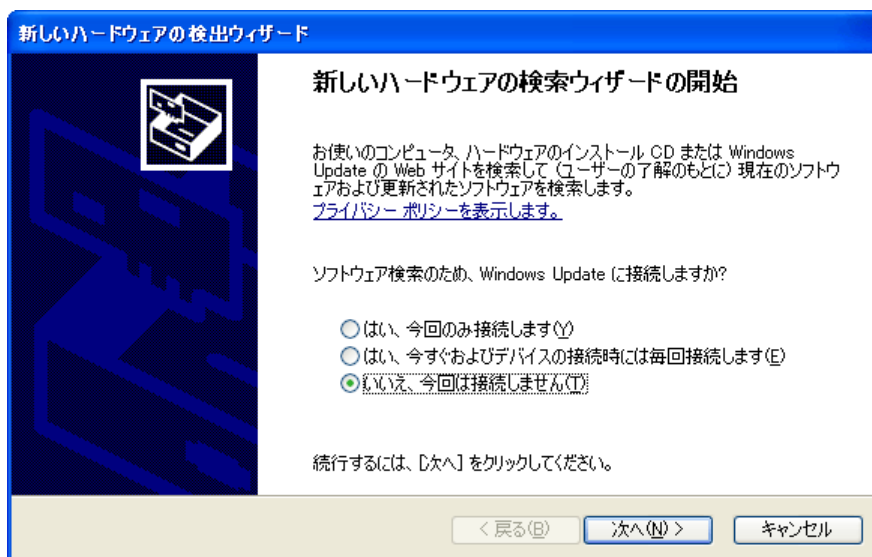 新しいハードウェアの検出ウィザード
新しいハードウェアの検索ウィザードの開始
お使いのコンピュータ、ハードウェアのインストール CD または Windows
Update の Web サイトを検索して (ユーザーの了解のもとに) 現在のソフトウ
ェアおよび更新されたソフトウェアを検索します。
プライバシー ポリシーを表示します。
ソフトウェア検索のため、Windows Update に接続しますか?
はい、今回のみ接続します(Y)
はい、今すぐおよびデバイスの接続時には毎回接続します(E)
いいえ、今回は接続しません(T)
続行するには、[次へ] をクリックしてください。
< 戻る(B)
次へ(N) >
キャンセル